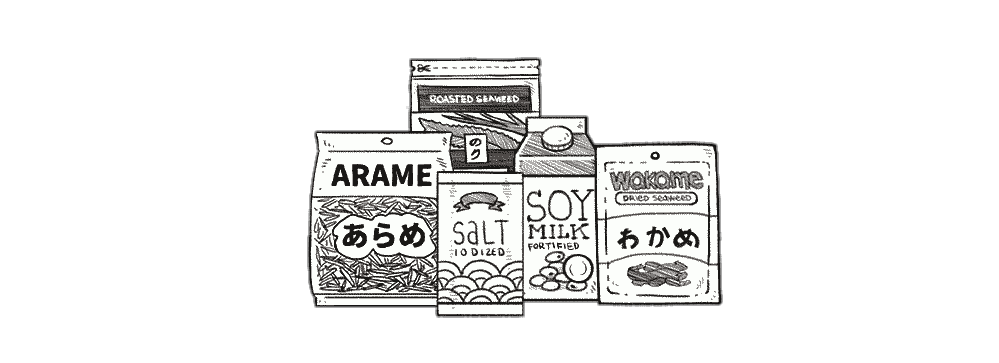 ROASTED SEAWEED
のり
ARAME
あらめ
SALT
IODIZED
SOY
MILK
FORTIFIED
wakame
DRIED SEAWEED
わかめ